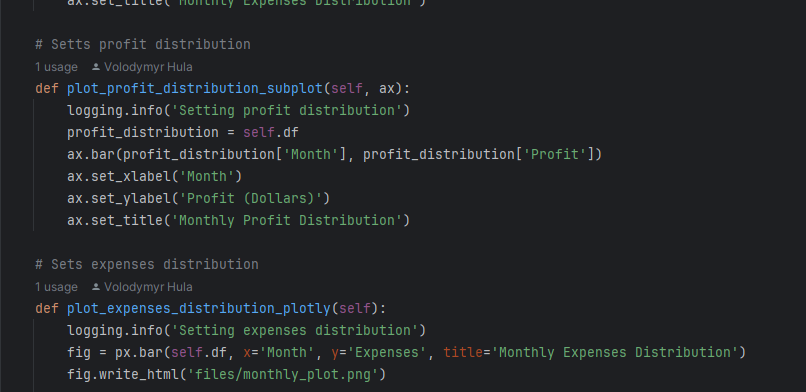 ax.set_title('Monthly Expenses Distribution')
# Setts profit distribution
1 usage Volodymyr Hula
def plot_profit_distribution_subplot(self, ax):
logging.info('Setting profit distribution')
profit_distribution = self.df
ax.bar(profit_distribution['Month'], profit_distribution['Profit'])
ax.set_xlabel('Month')
ax.set_ylabel('Profit (Dollars)')
ax.set_title('Monthly Profit Distribution')
# Sets expenses distribution
1 usage Volodymyr Hula
def plot_expenses_distribution_plotly(self):
logging.info('Setting expenses distribution')
fig = px.bar(self.df, x='Month', y='Expenses', title='Monthly Expenses Distribution')
fig.write_html('files/monthly_plot.png')